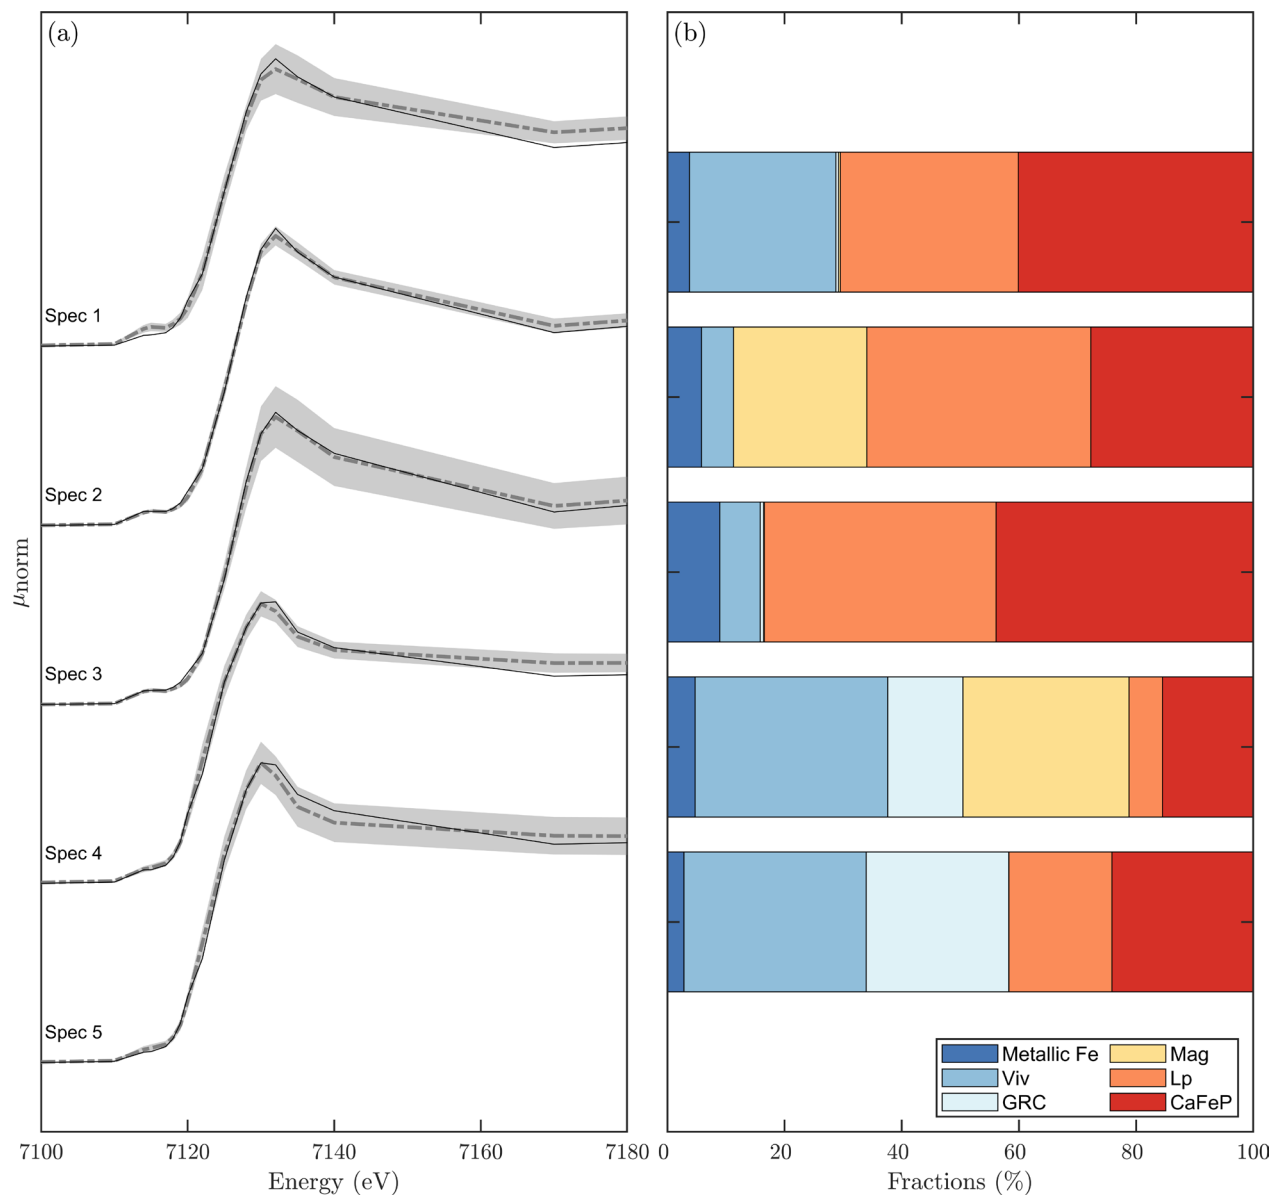 (a)
Spec 1
Spec 2
Spec 3
Spec 4
Spec 5
μnorm
7100 7120 7140 7160 7180
Energy (eV)
(b)
Metallic Fe Mag
Viv Lp
GRC CaFeP
0 20 40 60 80 100
Fractions (%)